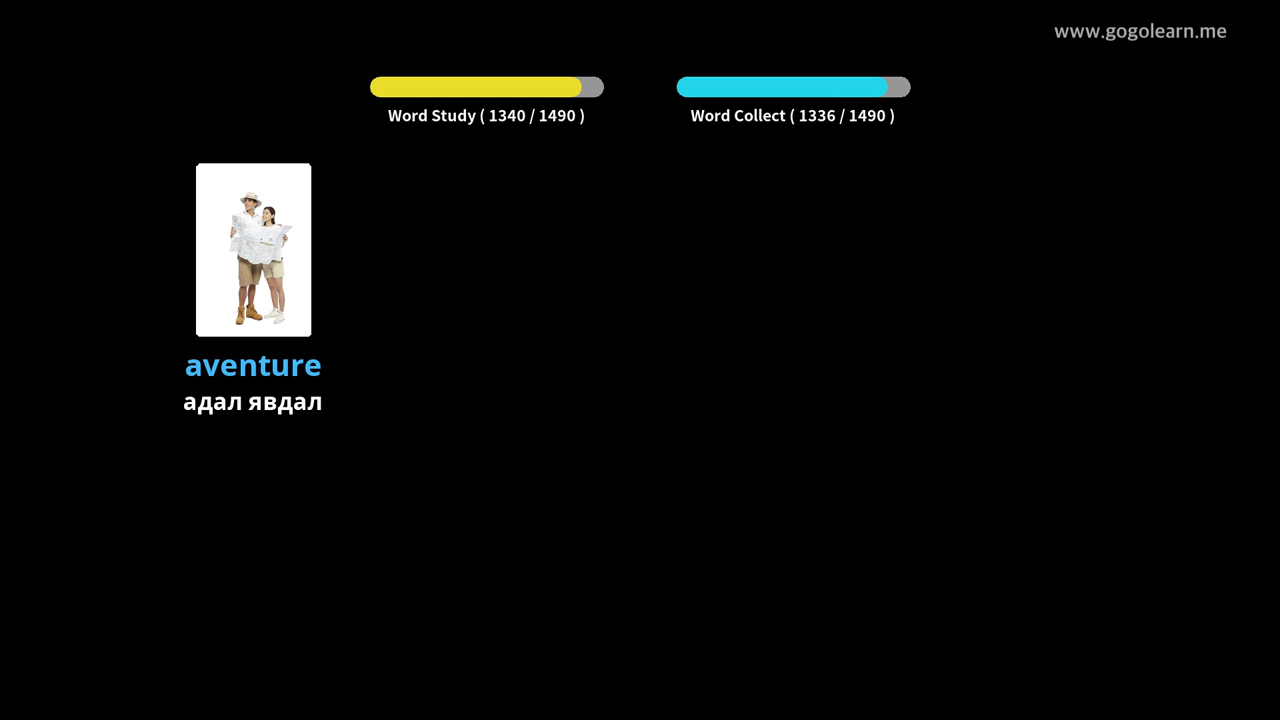 www.gogolearn.me
Word Study ( 1340 / 1490 )
Word Collect ( 1336 / 1490 )
aventure
адал явдал